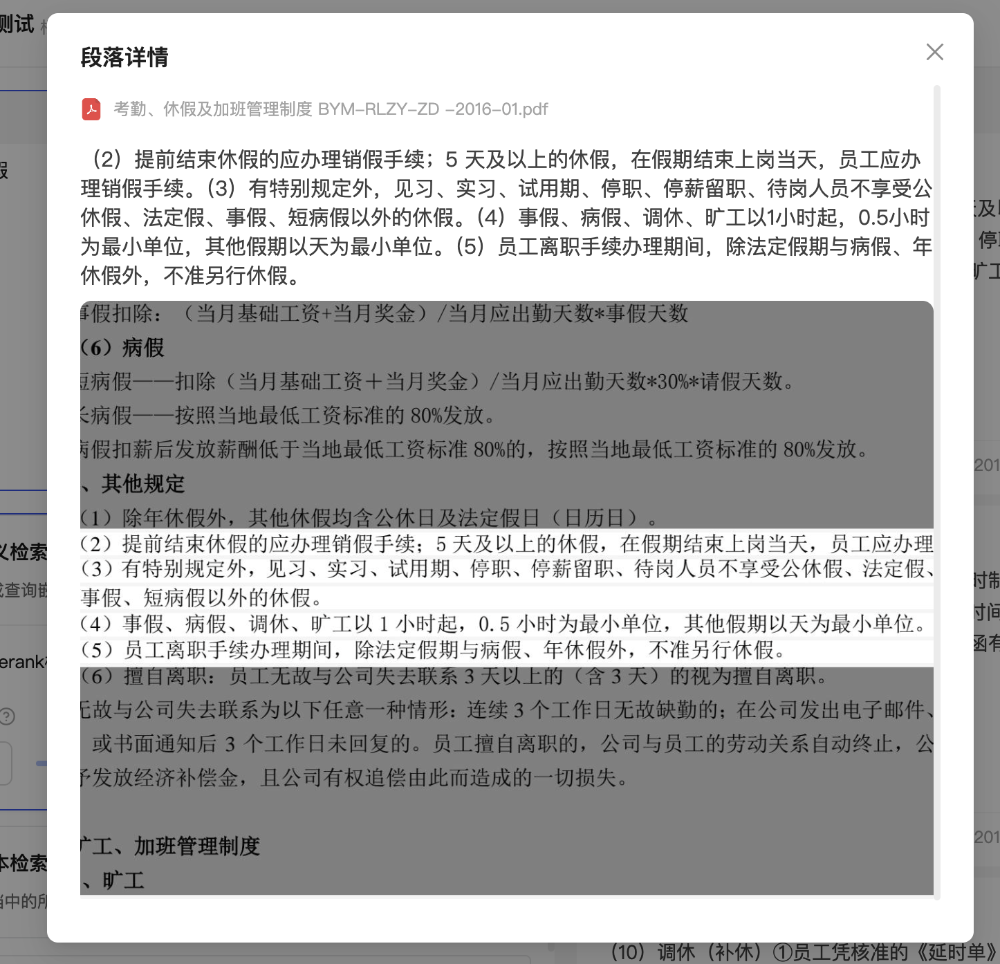 测试
段落详情
考勤、休假及加班管理制度 BYM-RLZY-ZD -2016-01.pdf
（2）提前结束休假的应办理销假手续；5 天及以上的休假，在假期结束上岗当天，员工应办
理销假手续。（3）有特别规定外，见习、实习、试用期、停职、停薪留职、待岗人员不享受公
休假、法定假、事假、短病假以外的休假。（4）事假、病假、调休、旷工以1小时起，0.5小时
为最小单位，其他假期以天为最小单位。（5）员工离职手续办理期间，除法定假期与病假、年
休假外，不准另行休假。
事假扣除：（当月基础工资+当月奖金）/当月应出勤天数*事假天数
（6）病假
短病假——扣除（当月基础工资＋当月奖金）/当月应出勤天数*30%*请假天数。
长病假——按照当地最低工资标准的 80%发放。
病假扣薪后发放薪酬低于当地最低工资标准 80%的，按照当地最低工资标准的 80%发放。
、其他规定
（1）除年休假外，其他休假均含公休日及法定假日（日历日）。
（2）提前结束休假的应办理销假手续；5 天及以上的休假，在假期结束上岗当天，员工应办理
（3）有特别规定外，见习、实习、试用期、停职、停薪留职、待岗人员不享受公休假、法定假、
事假、短病假以外的休假。
（4）事假、病假、调休、旷工以 1 小时起，0.5 小时为最小单位，其他假期以天为最小单位。
（5）员工离职手续办理期间，除法定假期与病假、年休假外，不准另行休假。
（6）擅自离职：员工无故与公司失去联系 3 天以上的（含 3 天）的视为擅自离职。
无故与公司失去联系为以下任意一种情形：连续 3 个工作日无故缺勤的；在公司发出电子邮件、
或书面通知后 3 个工作日未回复的。员工擅自离职的，公司与员工的劳动关系自动终止，公
予发放经济补偿金，且公司有权追偿由此而造成的一切损失。
旷工、加班管理制度
、旷工
假
义检索
查询
erank
本检索
中的所
天及
停
旷工
201
时制
时间
函有
201
（10）调休（补休）①员工凭核准的《延时单》